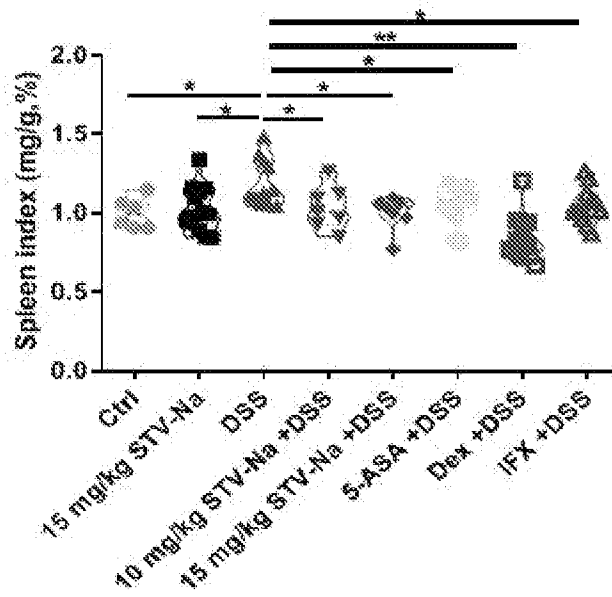 *
**
*
* *
* *
Spleen index (mg/g,%)
2.0
1.5
1.0
0.5
0.0
Ctrl
15 mg/kg STV-Na
DSS
10 mg/kg STV-Na +DSS
15 mg/kg STV-Na +DSS
5-ASA +DSS
Dex +DSS
IFX +DSS